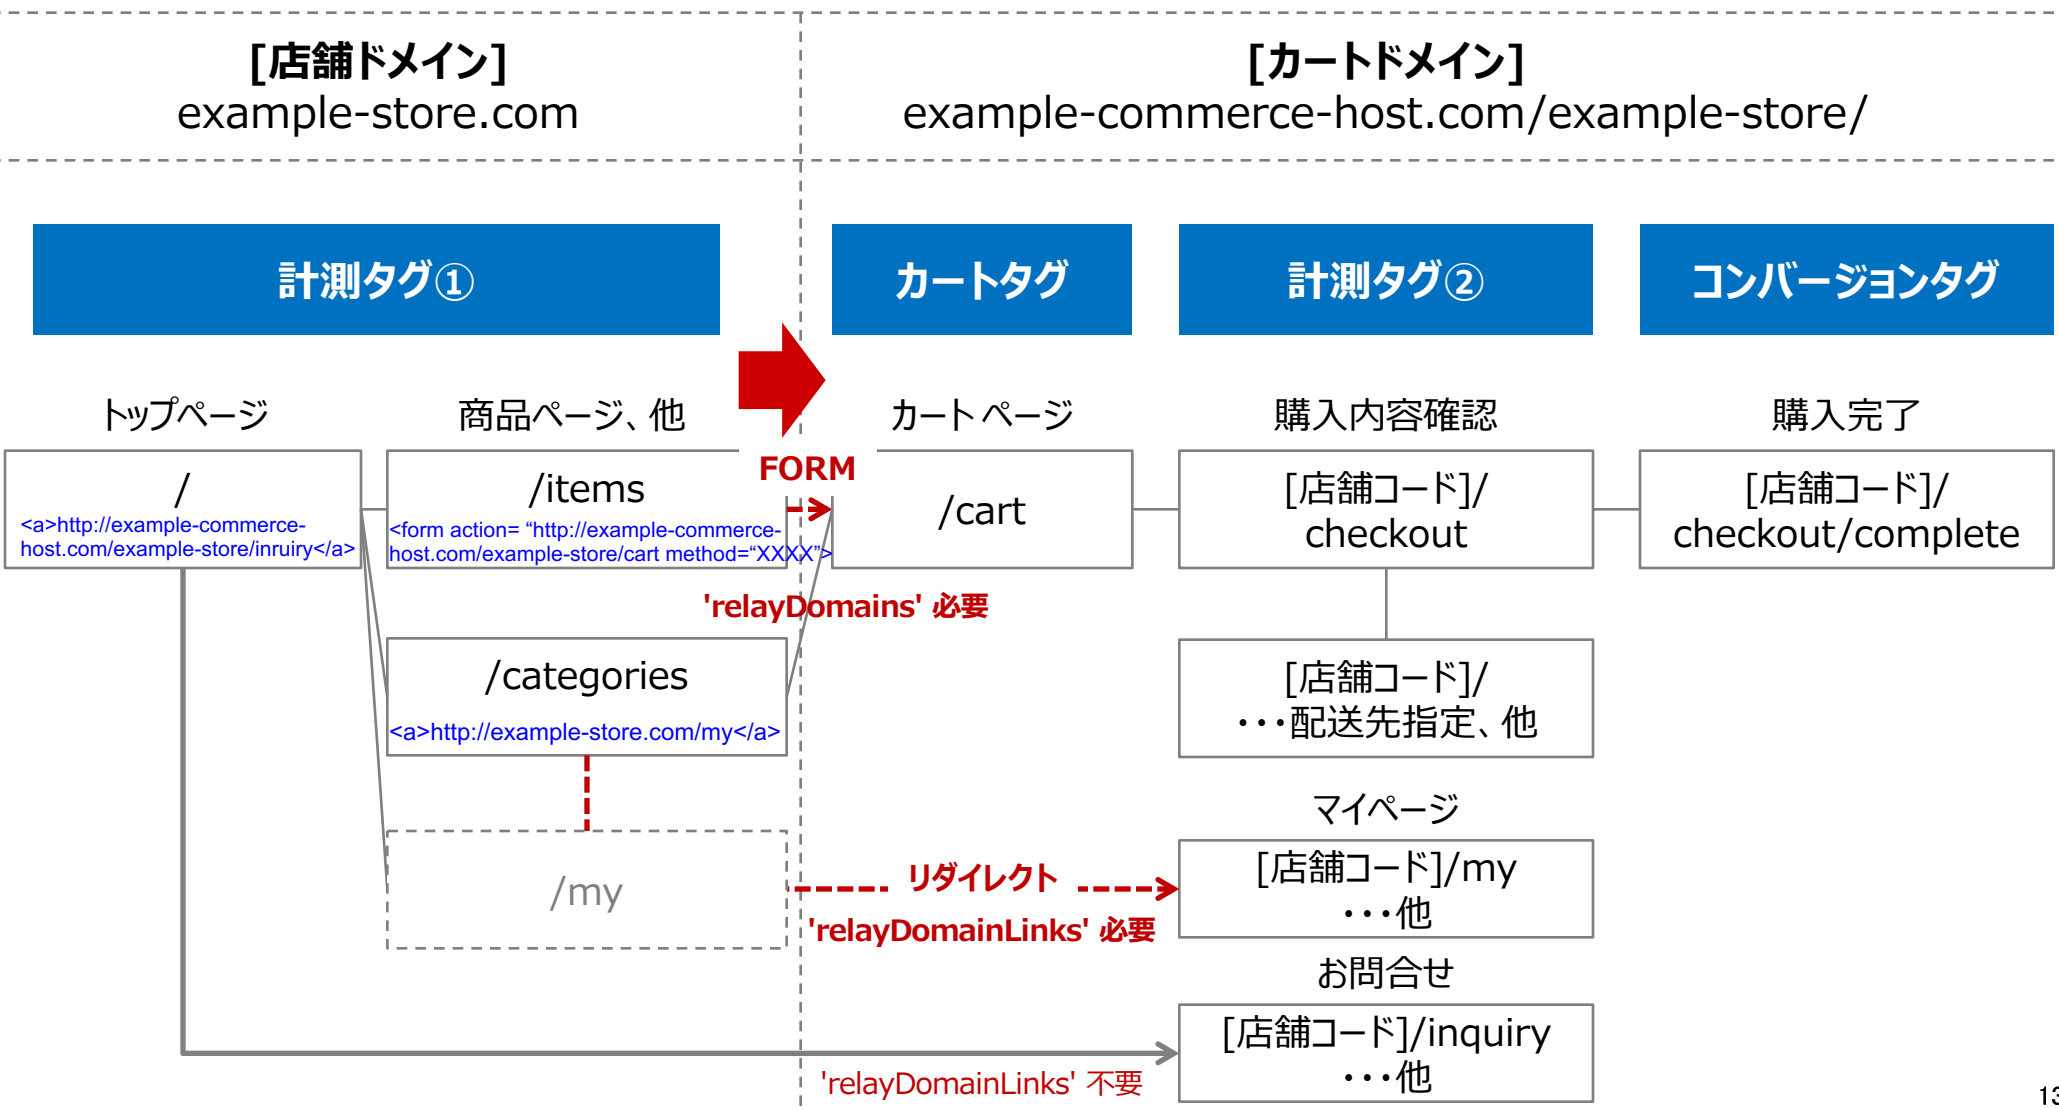 [店舗ドメイン]
example-store.com
[カートドメイン]
example-commerce-host.com/example-store/
計測タグ①
カートタグ
計測タグ②
コンバージョンタグ
トップページ
商品ページ、他
カートページ
購入内容確認
購入完了
/
<a>http://example-commerce-
host.com/example-store/inruiry</a>
/items
<form action= “http://example-commerce-
host.com/example-store/cart method=“XXXX”>
FORM
/cart
[店舗コード]/
checkout
[店舗コード]/
checkout/complete
'relayDomains' 必要
/categories
<a>http://example-store.com/my</a>
[店舗コード]/
・・・配送先指定、他
マイページ
/my
リダイレクト
'relayDomainLinks' 必要
[店舗コード]/my
・・・他
お問合せ
[店舗コード]/inquiry
・・・他
'relayDomainLinks' 不要
13